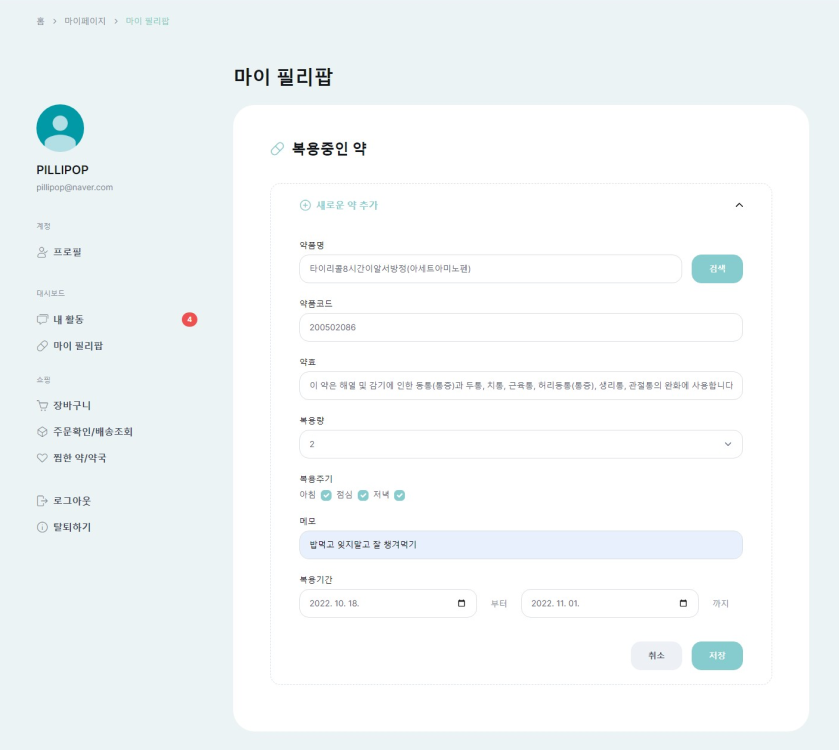 홈 > 마이페이지 > 마이 필리팝
마이 필리팝
PILLIPOP
pillipop@naver.com
계정
프로필
대시보드
내 활동 4
마이 필리팝
쇼핑
장바구니
주문확인/배송조회
찜한 약/약국
로그아웃
탈퇴하기
복용중인 약
새로운 약 추가
약품명
타이리콜8시간이알서방정(아세트아미노펜)
검색
약품코드
200502086
약효
이 약은 해열 및 감기에 인한 동통(통증)과 두통, 치통, 근육통, 허리동통(통증), 생리통, 관절통의 완화에 사용합니다
복용량
2
복용주기
아침 점심 저녁
메모
밥먹고 잊지말고 잘 챙겨먹기
복용기간
2022. 10. 18. 부터 2022. 11. 01. 까지
취소 저장